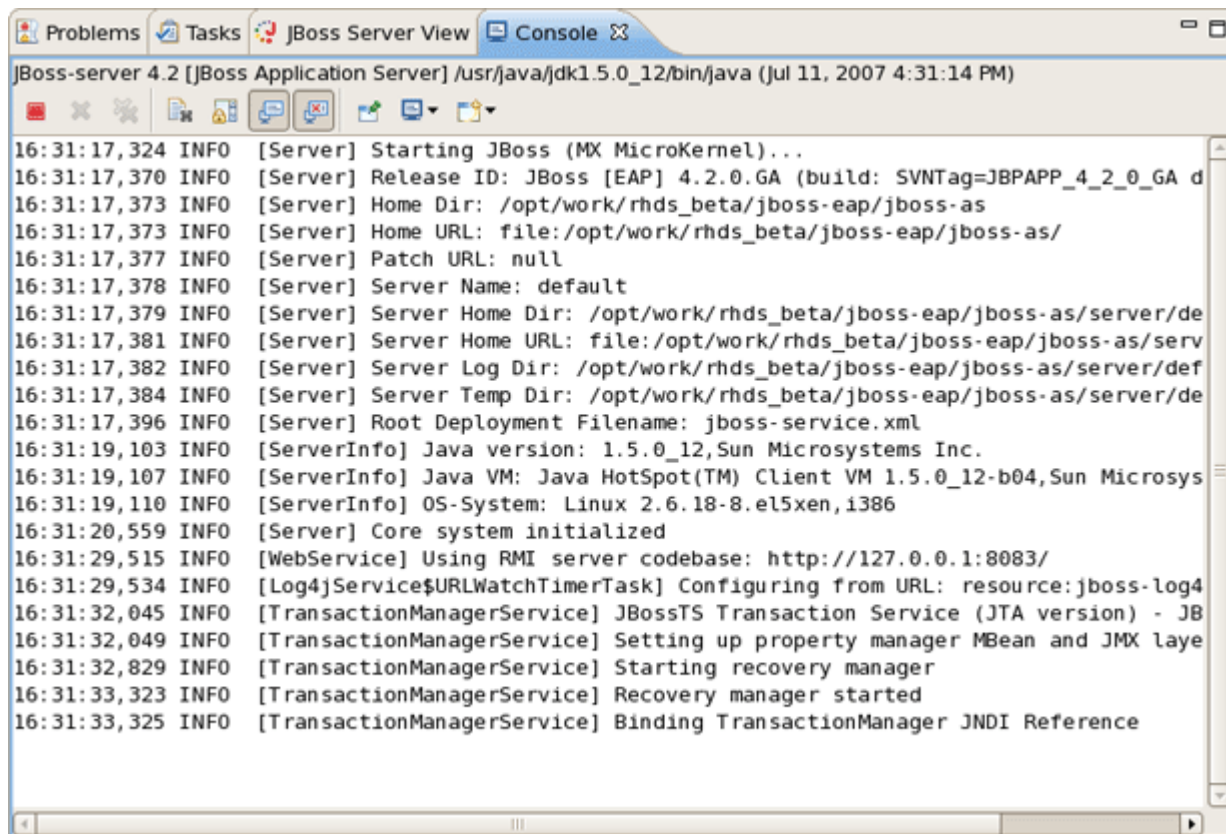 Problems Tasks JBoss Server View Console
JBoss-server 4.2 [JBoss Application Server] /usr/java/jdk1.5.0_12/bin/java (Jul 11, 2007 4:31:14 PM)
16:31:17,324 INFO  [Server] Starting JBoss (MX MicroKernel)...
16:31:17,370 INFO  [Server] Release ID: JBoss [EAP] 4.2.0.GA (build: SVNTag=JBPAPP_4_2_0_GA d
16:31:17,373 INFO  [Server] Home Dir: /opt/work/rhds_beta/jboss-eap/jboss-as
16:31:17,373 INFO  [Server] Home URL: file:/opt/work/rhds_beta/jboss-eap/jboss-as/
16:31:17,377 INFO  [Server] Patch URL: null
16:31:17,378 INFO  [Server] Server Name: default
16:31:17,379 INFO  [Server] Server Home Dir: /opt/work/rhds_beta/jboss-eap/jboss-as/server/de
16:31:17,381 INFO  [Server] Server Home URL: file:/opt/work/rhds_beta/jboss-eap/jboss-as/serv
16:31:17,382 INFO  [Server] Server Log Dir: /opt/work/rhds_beta/jboss-eap/jboss-as/server/def
16:31:17,384 INFO  [Server] Server Temp Dir: /opt/work/rhds_beta/jboss-eap/jboss-as/server/de
16:31:17,396 INFO  [Server] Root Deployment Filename: jboss-service.xml
16:31:19,103 INFO  [ServerInfo] Java version: 1.5.0_12,Sun Microsystems Inc.
16:31:19,107 INFO  [ServerInfo] Java VM: Java HotSpot(TM) Client VM 1.5.0_12-b04,Sun Microsys
16:31:19,110 INFO  [ServerInfo] OS-System: Linux 2.6.18-8.el5xen,i386
16:31:20,559 INFO  [Server] Core system initialized
16:31:29,515 INFO  [WebService] Using RMI server codebase: http://127.0.0.1:8083/
16:31:29,534 INFO  [Log4jService$URLWatchTimerTask] Configuring from URL: resource:jboss-log4
16:31:32,045 INFO  [TransactionManagerService] JBossTS Transaction Service (JTA version) - JB
16:31:32,049 INFO  [TransactionManagerService] Setting up property manager MBean and JMX laye
16:31:32,829 INFO  [TransactionManagerService] Starting recovery manager
16:31:33,323 INFO  [TransactionManagerService] Recovery manager started
16:31:33,325 INFO  [TransactionManagerService] Binding TransactionManager JNDI Reference